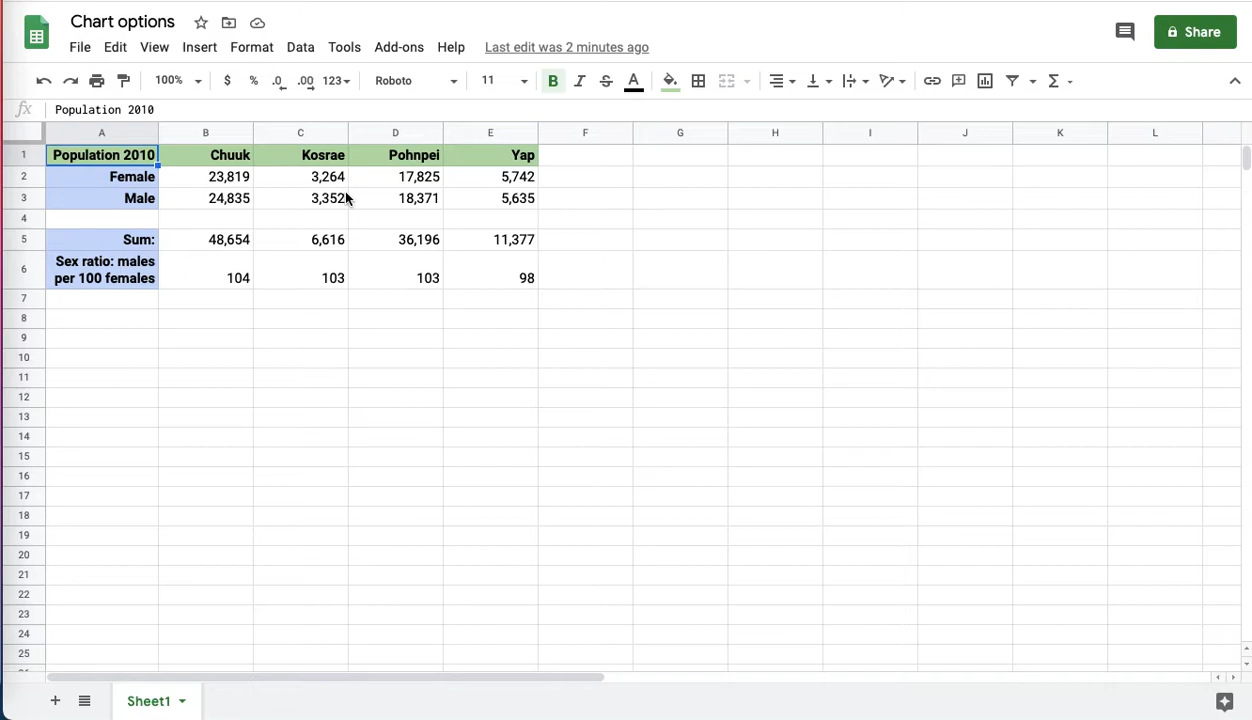 Chart options
File Edit View Insert Format Data Tools Add-ons Help Last edit was 2 minutes ago
Share
100% $ % .0 .00 123 Roboto 11 B I S A
fx Population 2010
A B C D E F G H I J K L
1 Population 2010 Chuuk Kosrae Pohnpei Yap
2 Female 23,819 3,264 17,825 5,742
3 Male 24,835 3,352 18,371 5,635
4
5 Sum: 48,654 6,616 36,196 11,377
Sex ratio: males
6 per 100 females 104 103 103 98
7
8
9
10
11
12
13
14
15
16
17
18
19
20
21
22
23
24
25
Sheet1